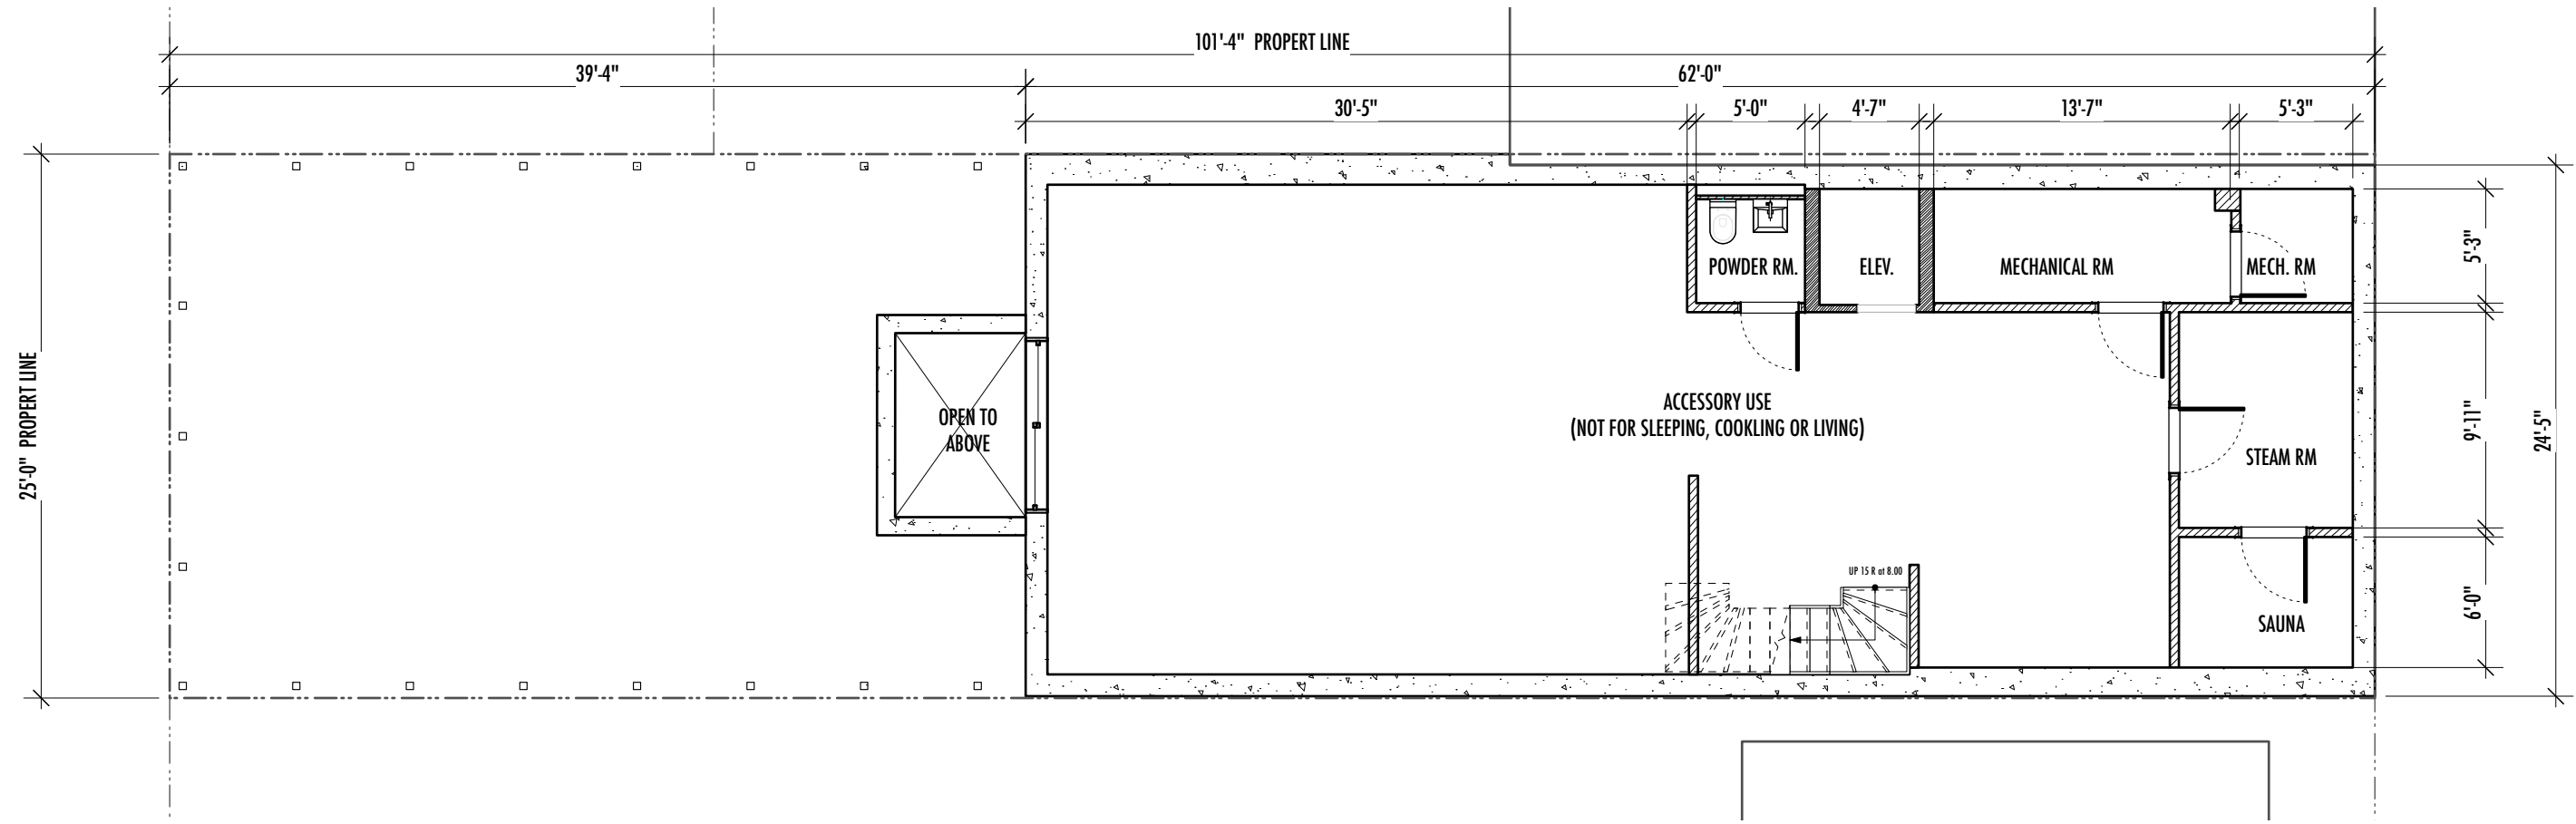 101'-4" PROPERT LINE
39'-4"
62'-0"
30'-5"
5'-0"
4'-7"
13'-7"
5'-3"
25'-0" PROPERT LINE
POWDER RM.
ELEV.
MECHANICAL RM
MECH. RM
5'-3"
OPEN TO
ABOVE
ACCESSORY USE
(NOT FOR SLEEPING, COOKLING OR LIVING)
9'-11"
24'-5"
STEAM RM
UP 15 R at 8.00
6'-0"
SAUNA